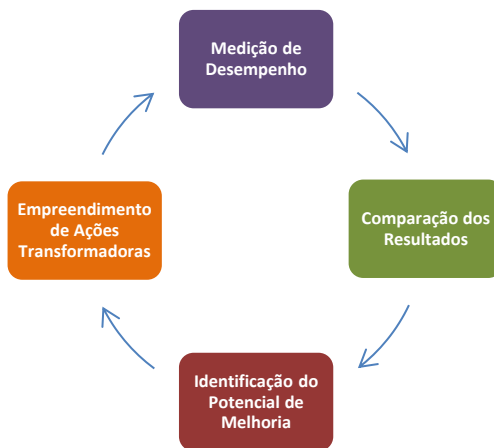 Medição de
Desempenho
Comparação dos
Resultados
Identificação do
Potencial de
Melhoria
Empreendimento
de Ações
Transformadoras